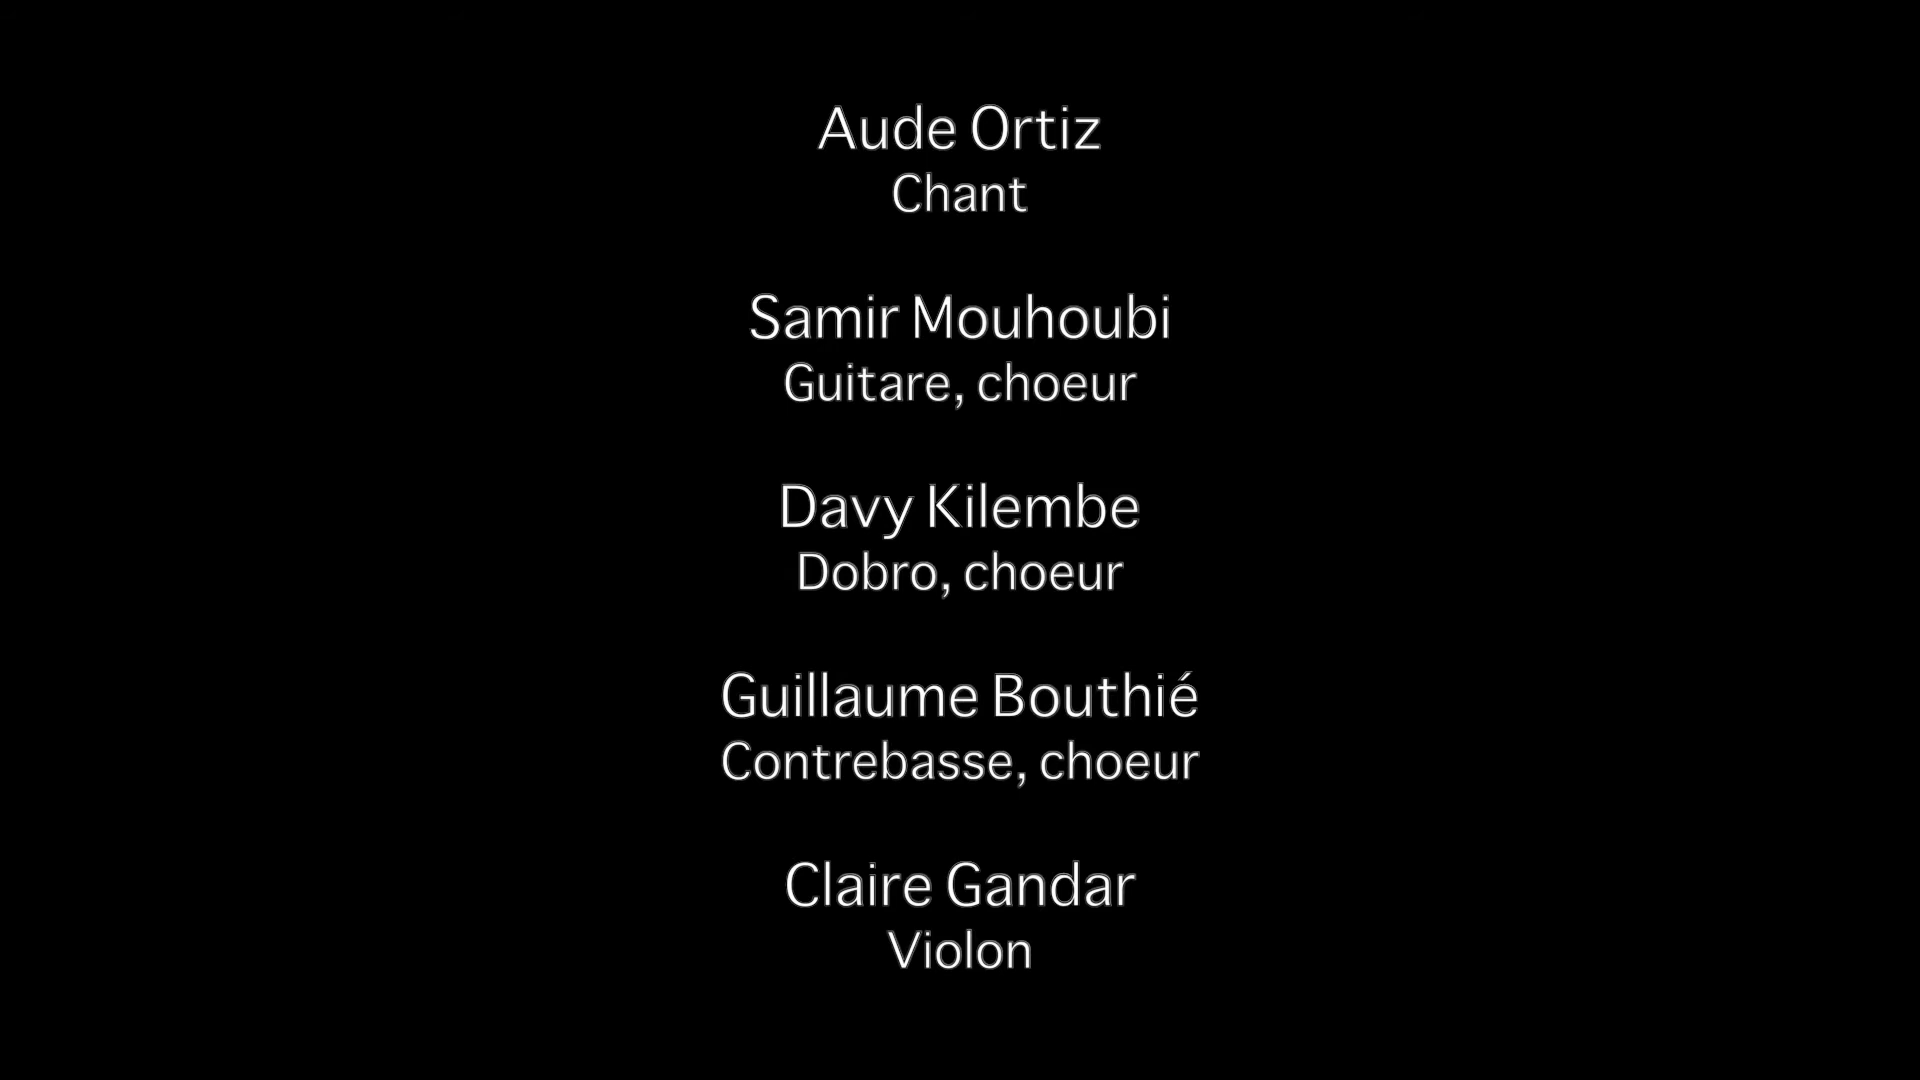 Aude Ortiz
Chant
Samir Mouhoubi
Guitare, choeur
Davy Kilembe
Dobro, choeur
Guillaume Bouthié
Contrebasse, choeur
Claire Gandar
Violon